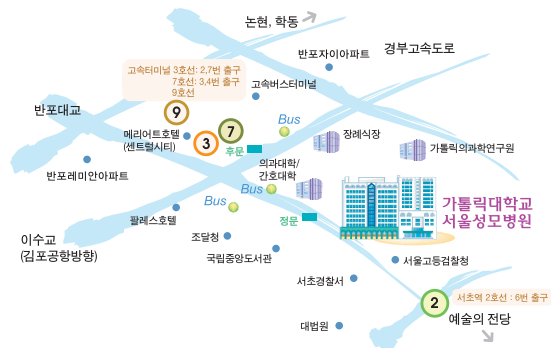 논현, 학동
경부고속도로
반포자이아파트
고속터미널 3호선: 2,7번 출구
7호선: 3,4번 출구
9호선
고속버스터미널
반포대교
9
7
3
Bus
메리어트호텔
(센트럴시티)
후문
장례식장
가톨릭의과학연구원
의과대학/
간호대학
반포레미안아파트
Bus
Bus
정문
가톨릭대학교
서울성모병원
팔레스호텔
조달청
이수교
(김포공항방향)
국립중앙도서관
서울고등검찰청
서초경찰서
2
서초역 2호선 : 6번 출구
예술의 전당
대법원